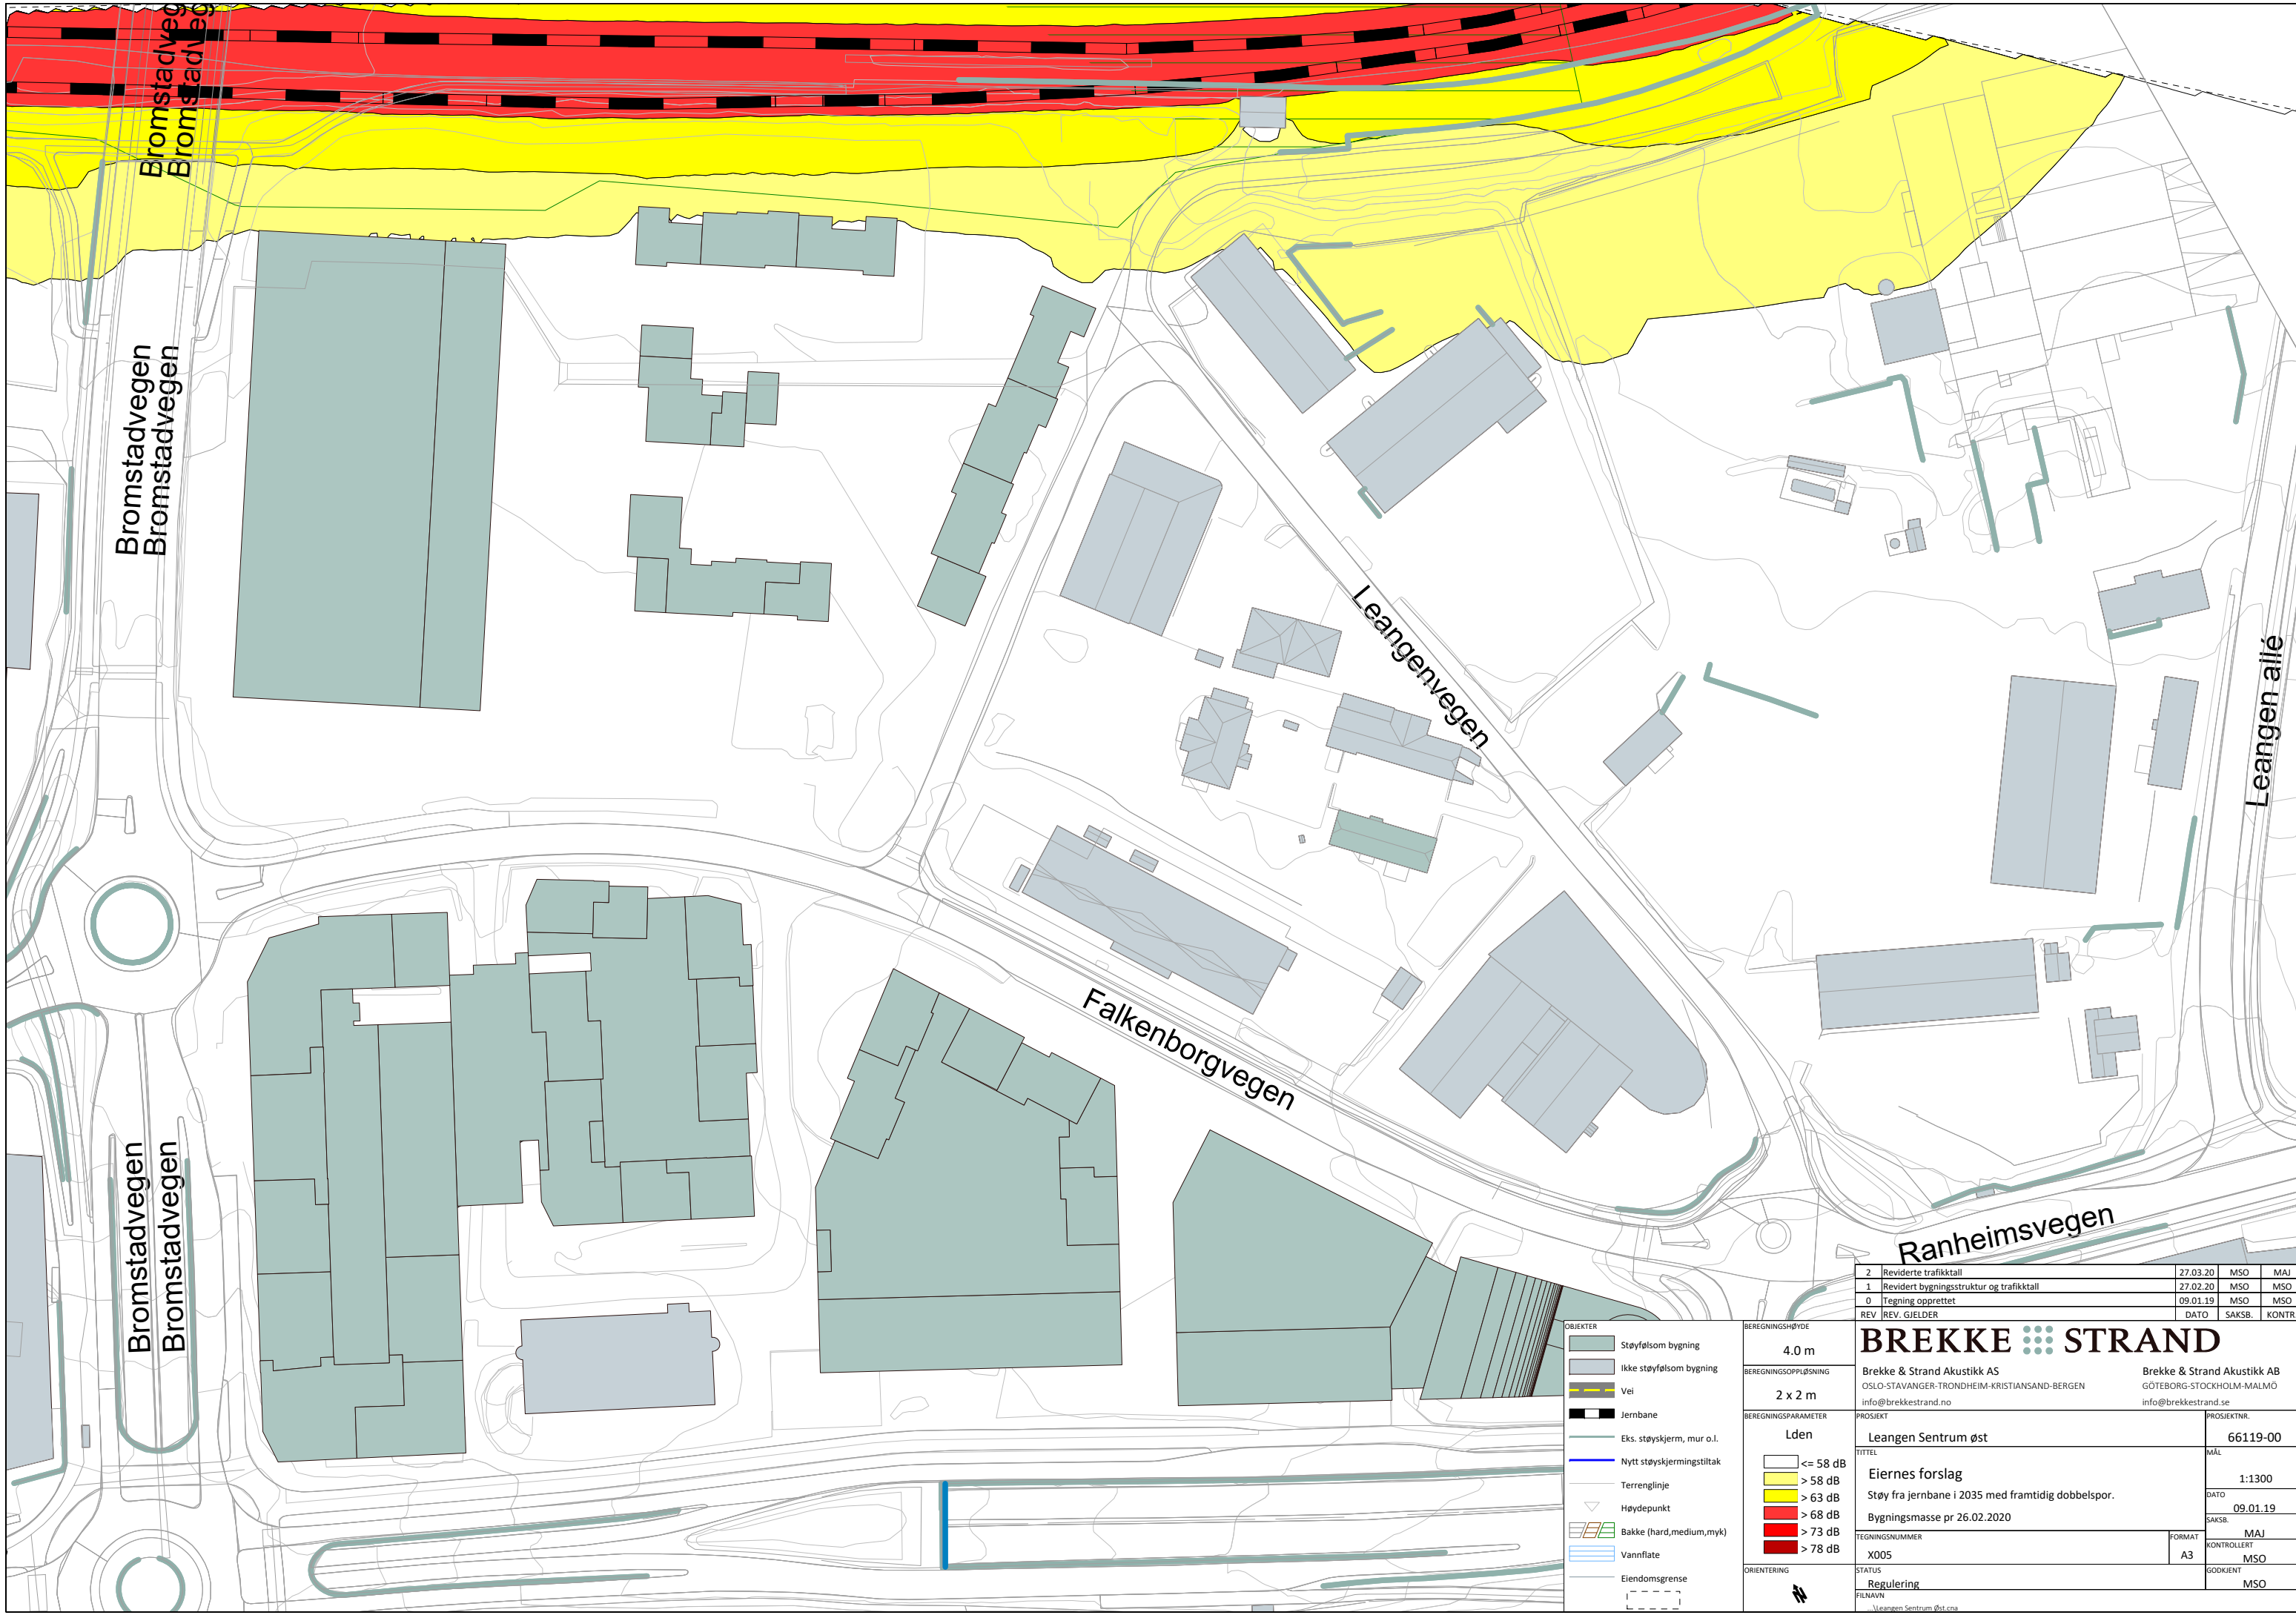 Bromstadveg
Bromstadveg
Bromstadvegen
Bromstadvegen
Leangenvegen
Leangen allé
Falkenborgvegen
Bromstadvegen
Bromstadvegen
Ranheimsvegen
2 Reviderte trafikktall 27.03.20 MSO MAJ
1 Revidert bygningsstruktur og trafikktall 27.02.20 MSO MSO
0 Tegning opprettet 09.01.19 MSO MSO
REV REV. GJELDER DATO SAKSB. KONTR.
OBJEKTER
Støyfølsom bygning
Ikke støyfølsom bygning
Vei
Jernbane
Eks. støyskjerm, mur o.l.
Nytt støyskjermingstiltak
Terrenglinje
Høydepunkt
Bakke (hard,medium,myk)
Vannflate
Eiendomsgrense
BEREGNINGSHØYDE
4.0 m
BEREGNINGSOPPLØSNING
2 x 2 m
BEREGNINGSPARAMETER
Lden
<= 58 dB
> 58 dB
> 63 dB
> 68 dB
> 73 dB
> 78 dB
ORIENTERING
N
BREKKE STRAND
Brekke & Strand Akustikk AS Brekke & Strand Akustikk AB
OSLO-STAVANGER-TRONDHEIM-KRISTIANSAND-BERGEN GÖTEBORG-STOCKHOLM-MALMÖ
info@brekkestrand.no info@brekkestrand.se
PROSJEKT
Leangen Sentrum øst
PROSJEKTNR.
66119-00
TITTEL
Eiernes forslag
Støy fra jernbane i 2035 med framtidig dobbelspor.
Bygningsmasse pr 26.02.2020
MÅL
1:1300
DATO
09.01.19
SAKSB.
MAJ
TEGNINGSNUMMER
X005
FORMAT
A3
KONTROLLERT
MSO
STATUS
Regulering
GODKJENT
MSO
FILNAVN
...\Leangen Sentrum Øst.cna